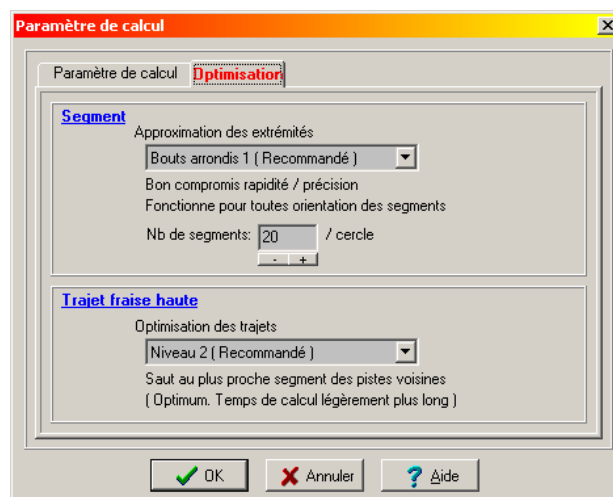 Paramètre de calcul
Paramètre de calcul Optimisation
Segment
Approximation des extrémités
Bouts arrondis 1 ( Recommandé )
Bon compromis rapidité / précision
Fonctionne pour toutes orientation des segments
Nb de segments: 20 / cercle
- +
Trajet fraise haute
Optimisation des trajets
Niveau 2 ( Recommandé )
Saut au plus proche segment des pistes voisines
( Optimum. Temps de calcul légèrement plus long )
OK Annuler ? Aide